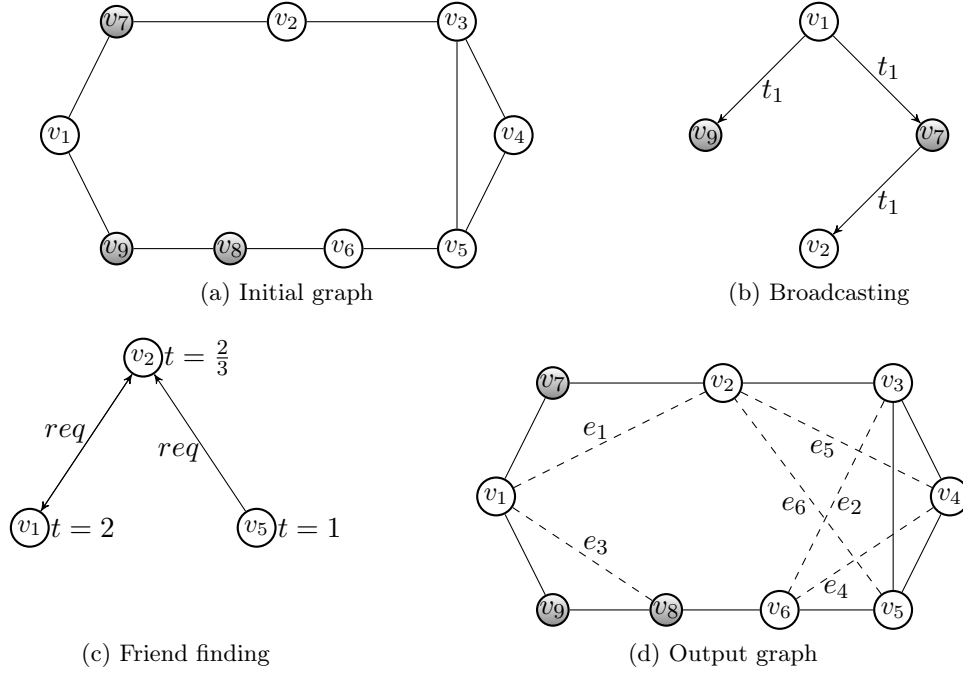 v7 v2 v3
v1 v4
v9 v8 v6 v5
(a) Initial graph
v1
t1 t1
v9 v7
t1
v2
(b) Broadcasting
v2 t = 2/3
req req
v1 t = 2 v5 t = 1
(c) Friend finding
v7 v2 v3
e1 e5
v1 v4
e6 e2
e3 e4
v9 v8 v6 v5
(d) Output graph